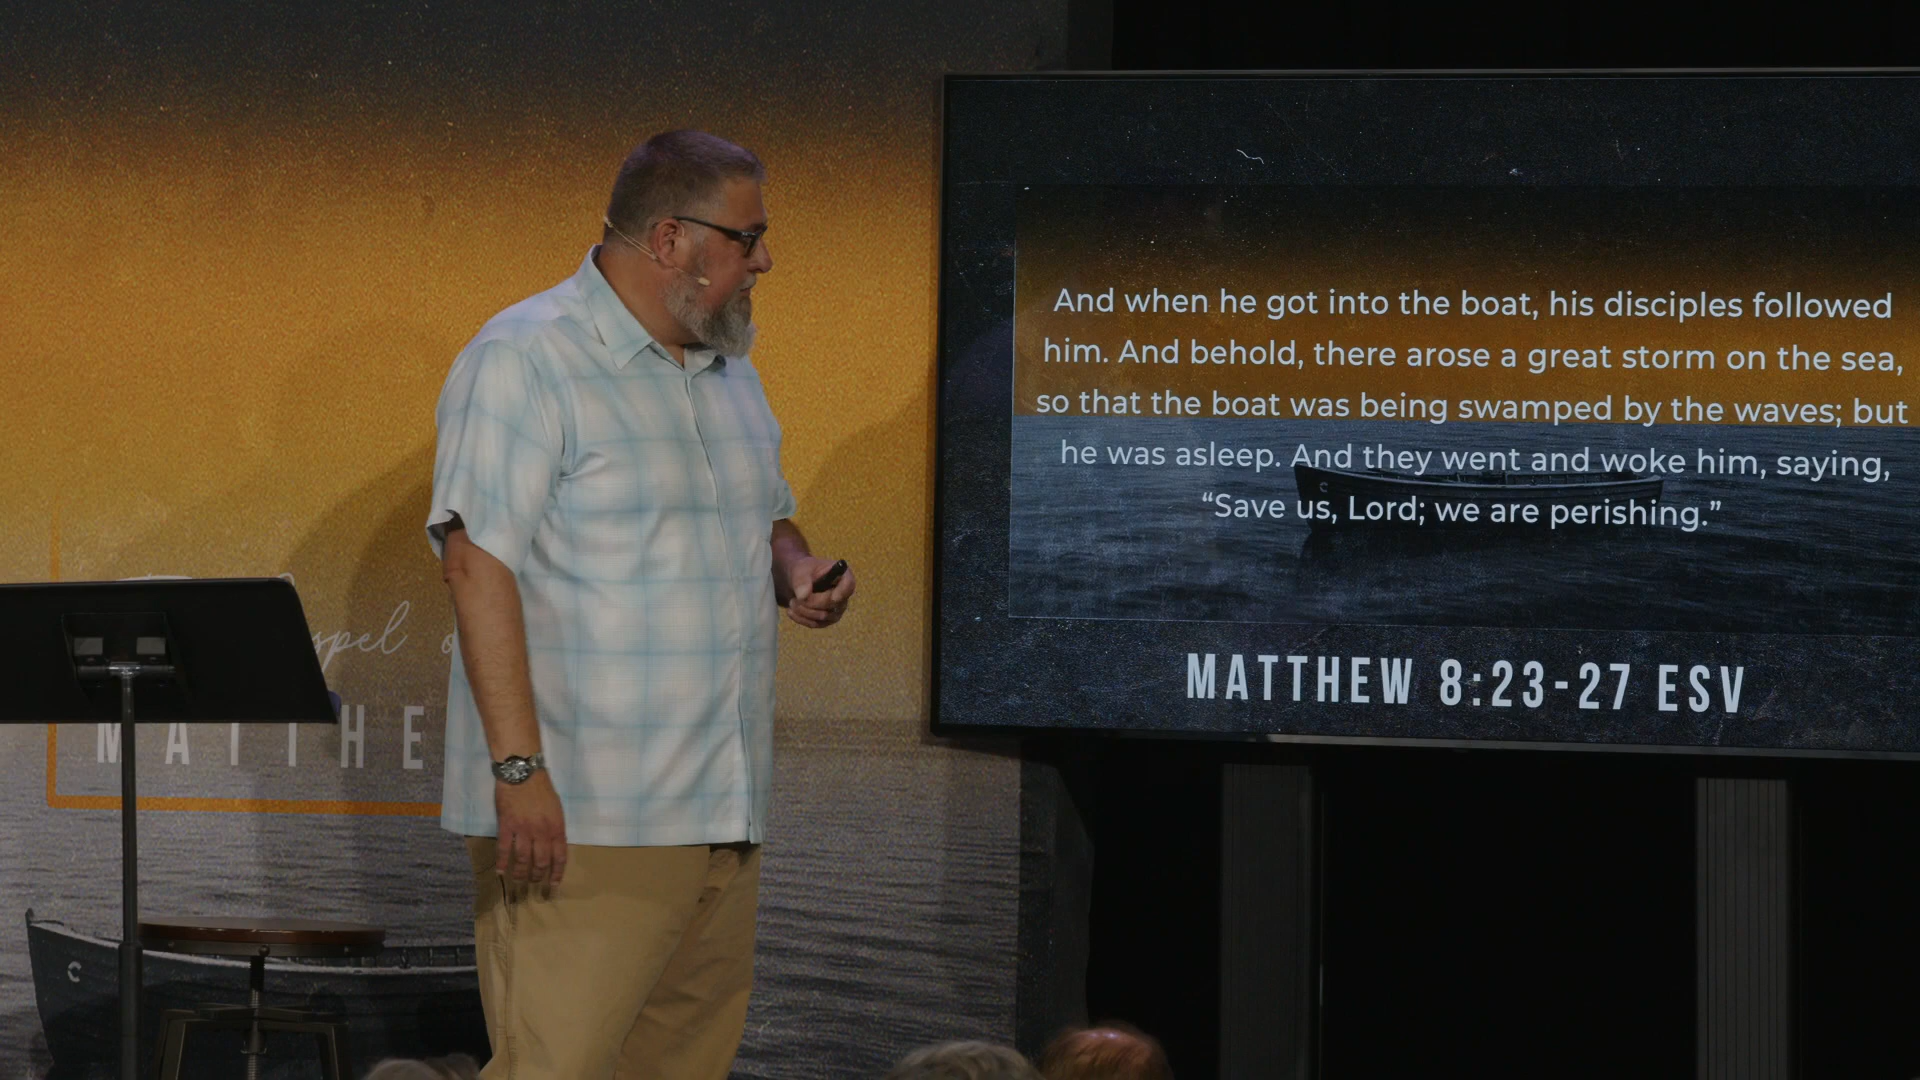 And when he got into the boat, his disciples followed
him. And behold, there arose a great storm on the sea,
so that the boat was being swamped by the waves; but
he was asleep. And they went and woke him, saying,
“Save us, Lord; we are perishing.”
MATTHEW 8:23-27 ESV
C
spel o
MATTHE
C